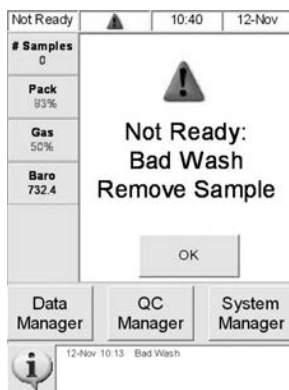 Not Ready 10:40 12-Nov
# Samples
0
Pack
83%
Gas
50%
Baro
732.4
Not Ready:
Bad Wash
Remove Sample
OK
Data
Manager
QC
Manager
System
Manager
12-Nov 10:13 Bad Wash